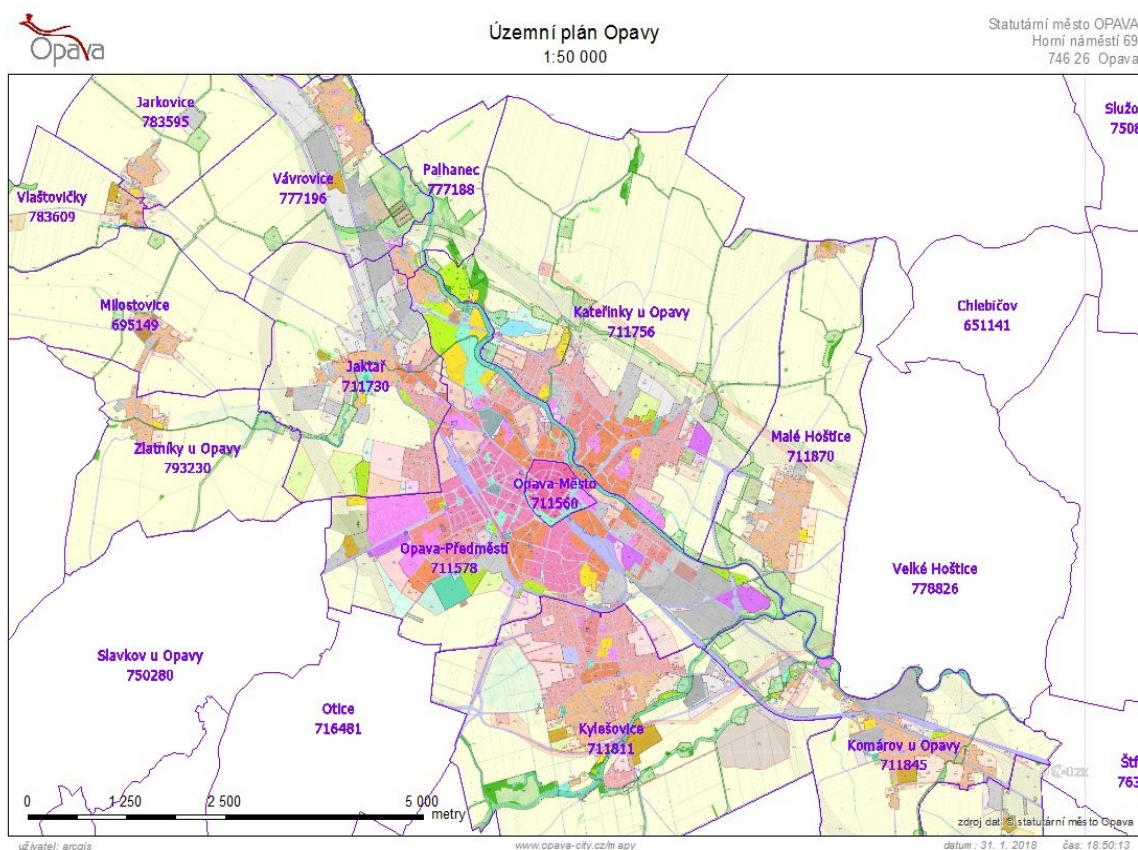 Opava
Územní plán Opavy
1:50 000
Statutární město OPAVA
Horní náměstí 69
746 26 Opava
Jarkovice
783595
Služo
7508
Vávrovice
777196
Palhanec
777188
Vlaštovičky
783609
Milostovice
695149
Kateřinky u Opavy
711756
Chlebičov
651141
Jaktař
711730
Malé Hoštice
711870
Zlatníky u Opavy
793230
Opava-Město
711560
Opava-Předměstí
711578
Velké Hoštice
778826
Slavkov u Opavy
750280
Otice
716481
Kylešovice
711811
Komárov u Opavy
711845
Ští
763
0 1 250 2 500 5 000
metry
zdroj dat: © statutární město Opava
uživatel: arcgis
www.opava-city.cz/mapy
datum: 31. 1. 2018 čas: 18:50:13